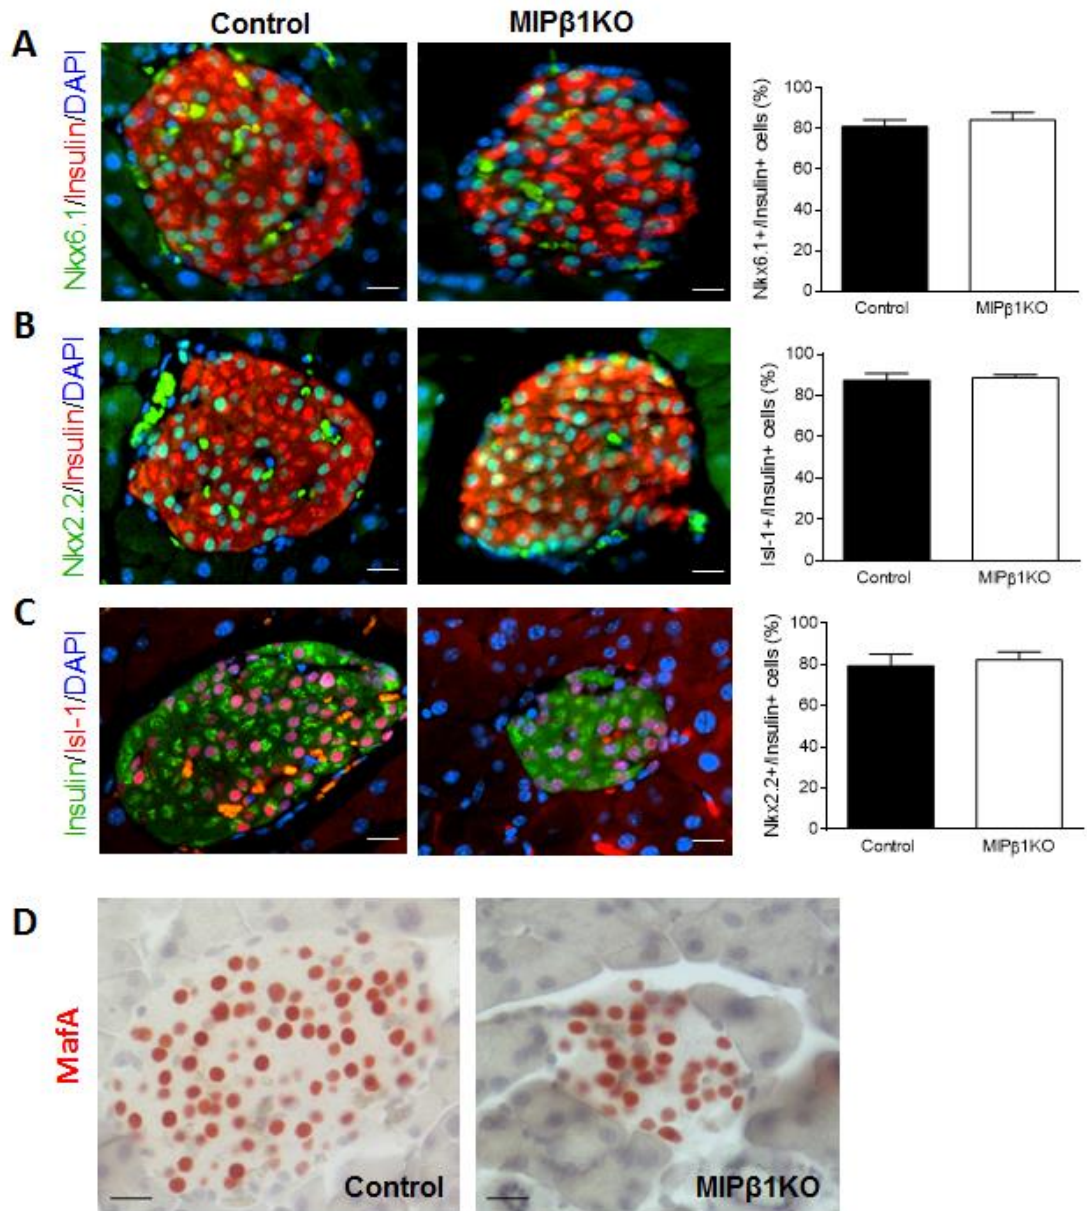 Control
MIPβ1KO
A
Nkx6.1/Insulin/DAPI
Nkx6.1+/Insulin+ cells (%)
100
80
60
40
20
0
Control
MIPβ1KO
B
Nkx2.2/Insulin/DAPI
Isl-1+/Insulin+ cells (%)
100
80
60
40
20
0
Control
MIPβ1KO
C
Insulin/Isl-1/DAPI
Nkx2.2+/Insulin+ cells (%)
100
80
60
40
20
0
Control
MIPβ1KO
D
MafA
Control
MIPβ1KO